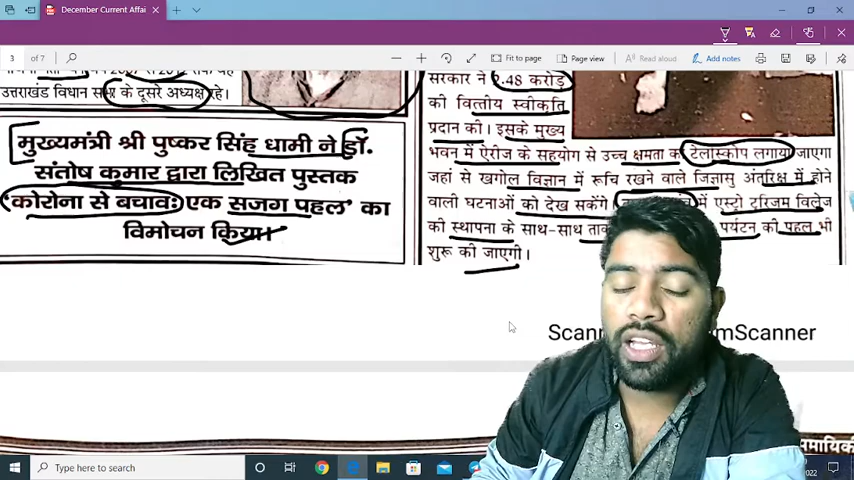 December Current Affai
3 of 7
Fit to page
Page view
Read aloud
Add notes
उत्तराखंड विधान सभा के दूसरे अध्यक्ष रहे।
मुख्यमंत्री श्री पुष्कर सिंह धामी ने डॉ.
संतोष कुमार द्वारा लिखित पुस्तक
'कोरोना से बचावः एक सजग पहल' का
विमोचन किया।
सरकार ने 2.48 करोड़
की वित्तीय स्वीकृति
प्रदान की। इसके मुख्य
भवन में ऐरीज के सहयोग से उच्च क्षमता का टेलीस्कोप लगाया जाएगा
जहां से खगोल विज्ञान में रूचि रखने वाले जिज्ञासु अंतरिक्ष में होने
वाली घटनाओं को देख सकेंगे में एस्ट्रो टूरिज्म विलेज
की स्थापना के साथ-साथ पर्यटन की पहल भी
शुरू की जाएगी।
Scanner
Type here to search
2022